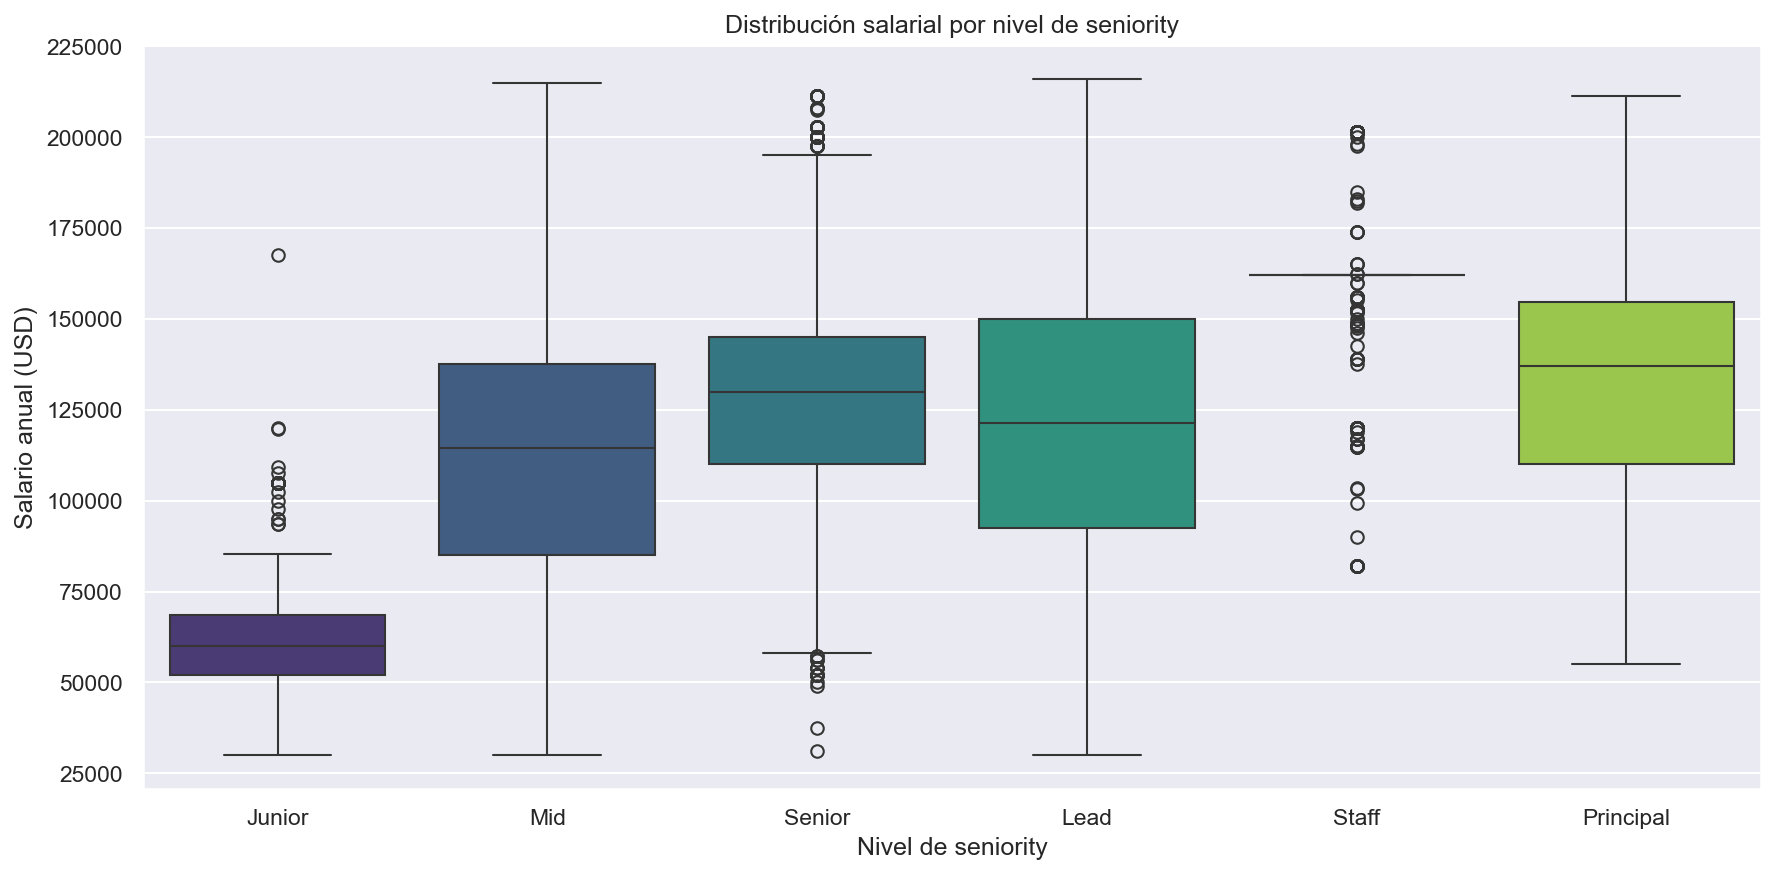 Distribución salarial por nivel de seniority
225000
200000
175000
150000
125000
100000
75000
50000
25000
Salario anual (USD)
Junior Mid Senior Lead Staff Principal
Nivel de seniority